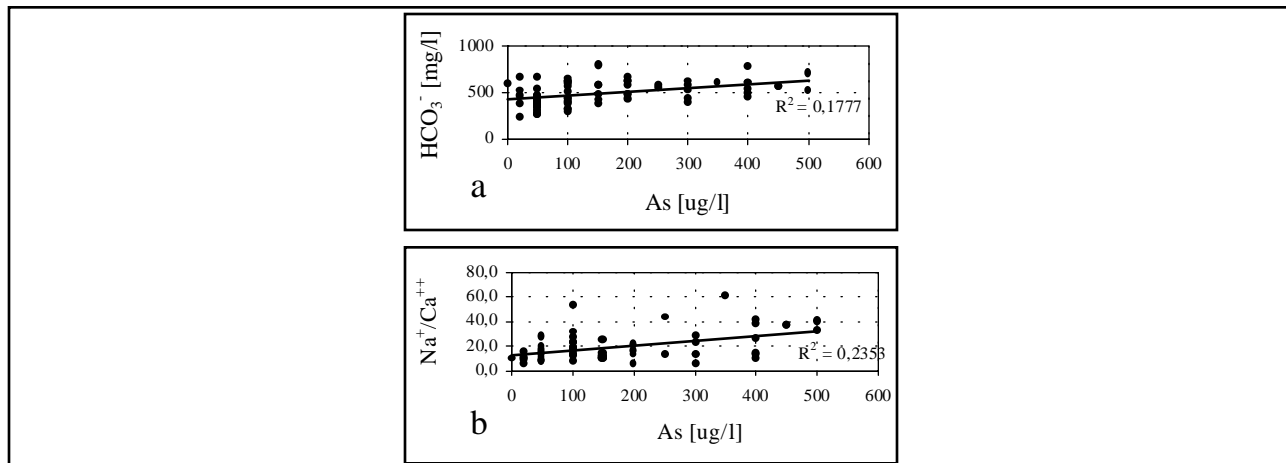 1000
500
0
HCO₃⁻ [mg/l]
R² = 0,1777
0 100 200 300 400 500 600
a
As [ug/l]
80,0
60,0
40,0
20,0
0,0
Na⁺/Ca⁺⁺
R² = 0,2353
0 100 200 300 400 500 600
b
As [ug/l]